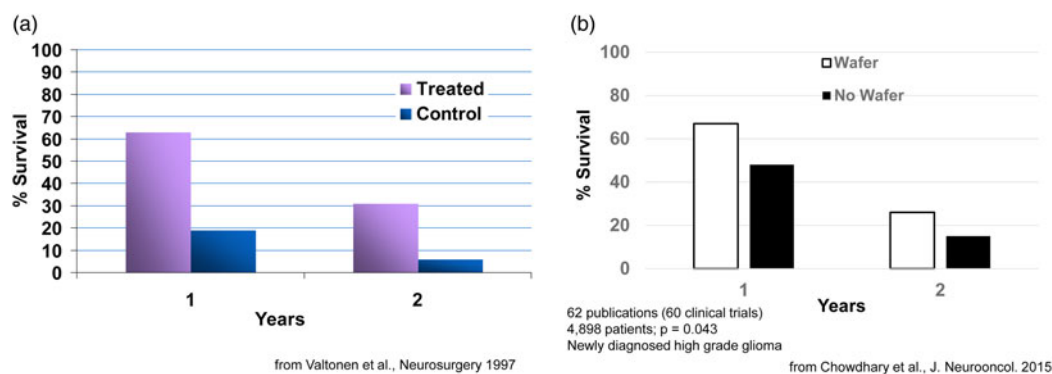 (a)
100
90
80
70
60
50
40
30
20
10
0
% Survival
Treated
Control
1 2
Years
from Valtonen et al., Neurosurgery 1997
(b)
100
80
60
40
20
0
% Survival
Wafer
No Wafer
1 2
Years
62 publications (60 clinical trials)
4,898 patients; p = 0.043
Newly diagnosed high grade glioma
from Chowdhary et al., J. Neurooncol. 2015